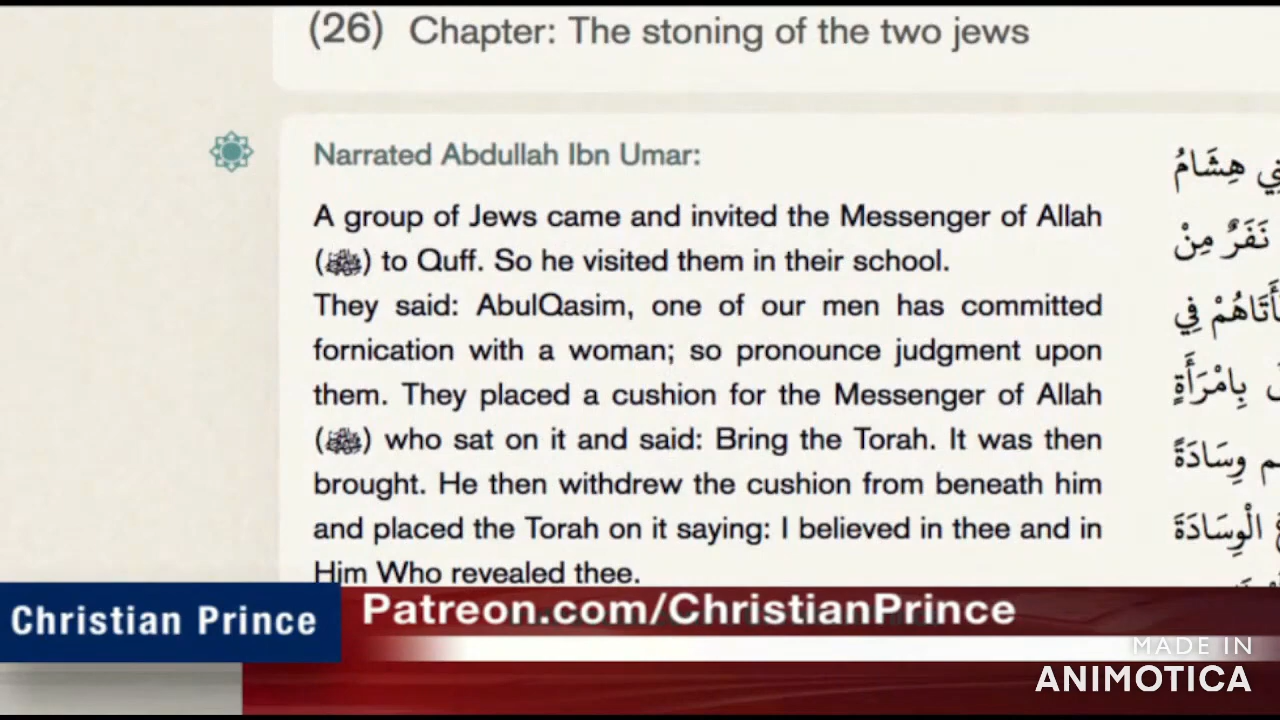 (26) Chapter: The stoning of the two jews
Narrated Abdullah Ibn Umar:
A group of Jews came and invited the Messenger of Allah
(ﷺ) to Quff. So he visited them in their school.
They said: AbulQasim, one of our men has committed
fornication with a woman; so pronounce judgment upon
them. They placed a cushion for the Messenger of Allah
(ﷺ) who sat on it and said: Bring the Torah. It was then
brought. He then withdrew the cushion from beneath him
and placed the Torah on it saying: I believed in thee and in
Him Who revealed thee.
هِشَامُ
نَفَرٌ مِنْ
فِي
بِامْرَأَةٍ
وِسَادَةً
الْوِسَادَةَ
Christian Prince
Patreon.com/ChristianPrince
MADE IN
ANIMOTICA